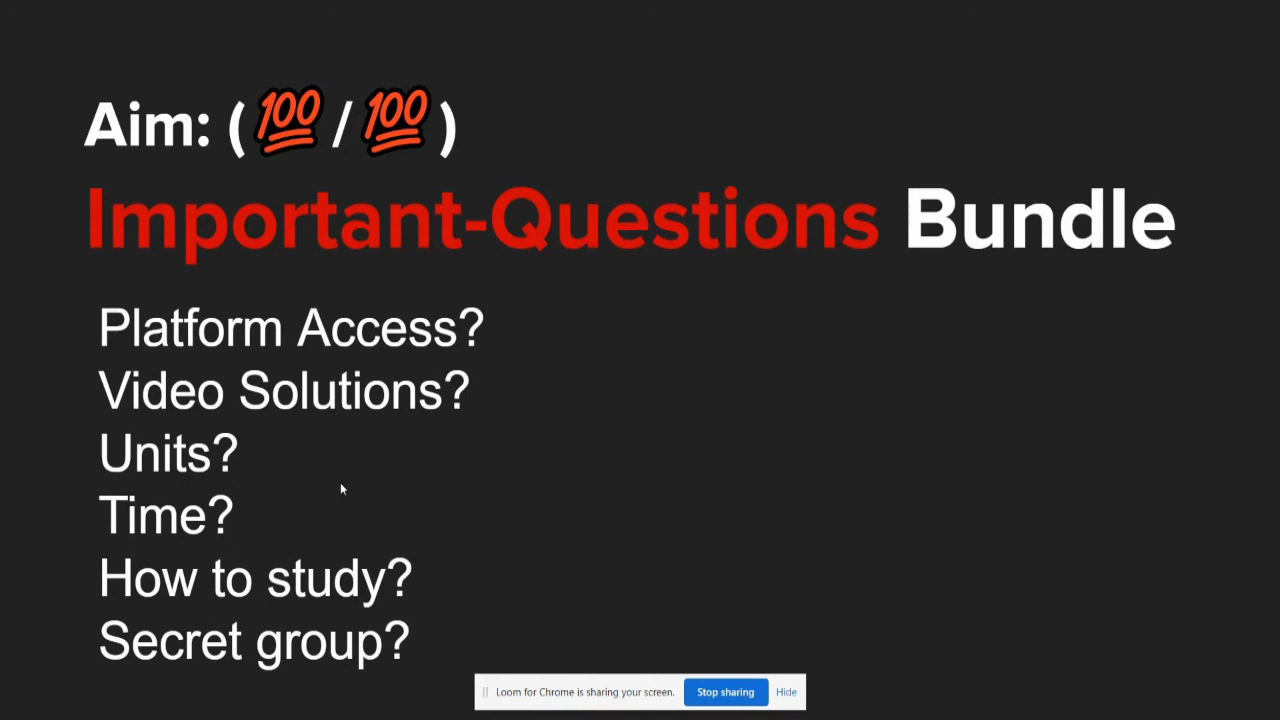 Aim: (💯/💯)
Important-Questions Bundle
Platform Access?
Video Solutions?
Units?
Time?
How to study?
Secret group?
Loom for Chrome is sharing your screen. Stop sharing Hide